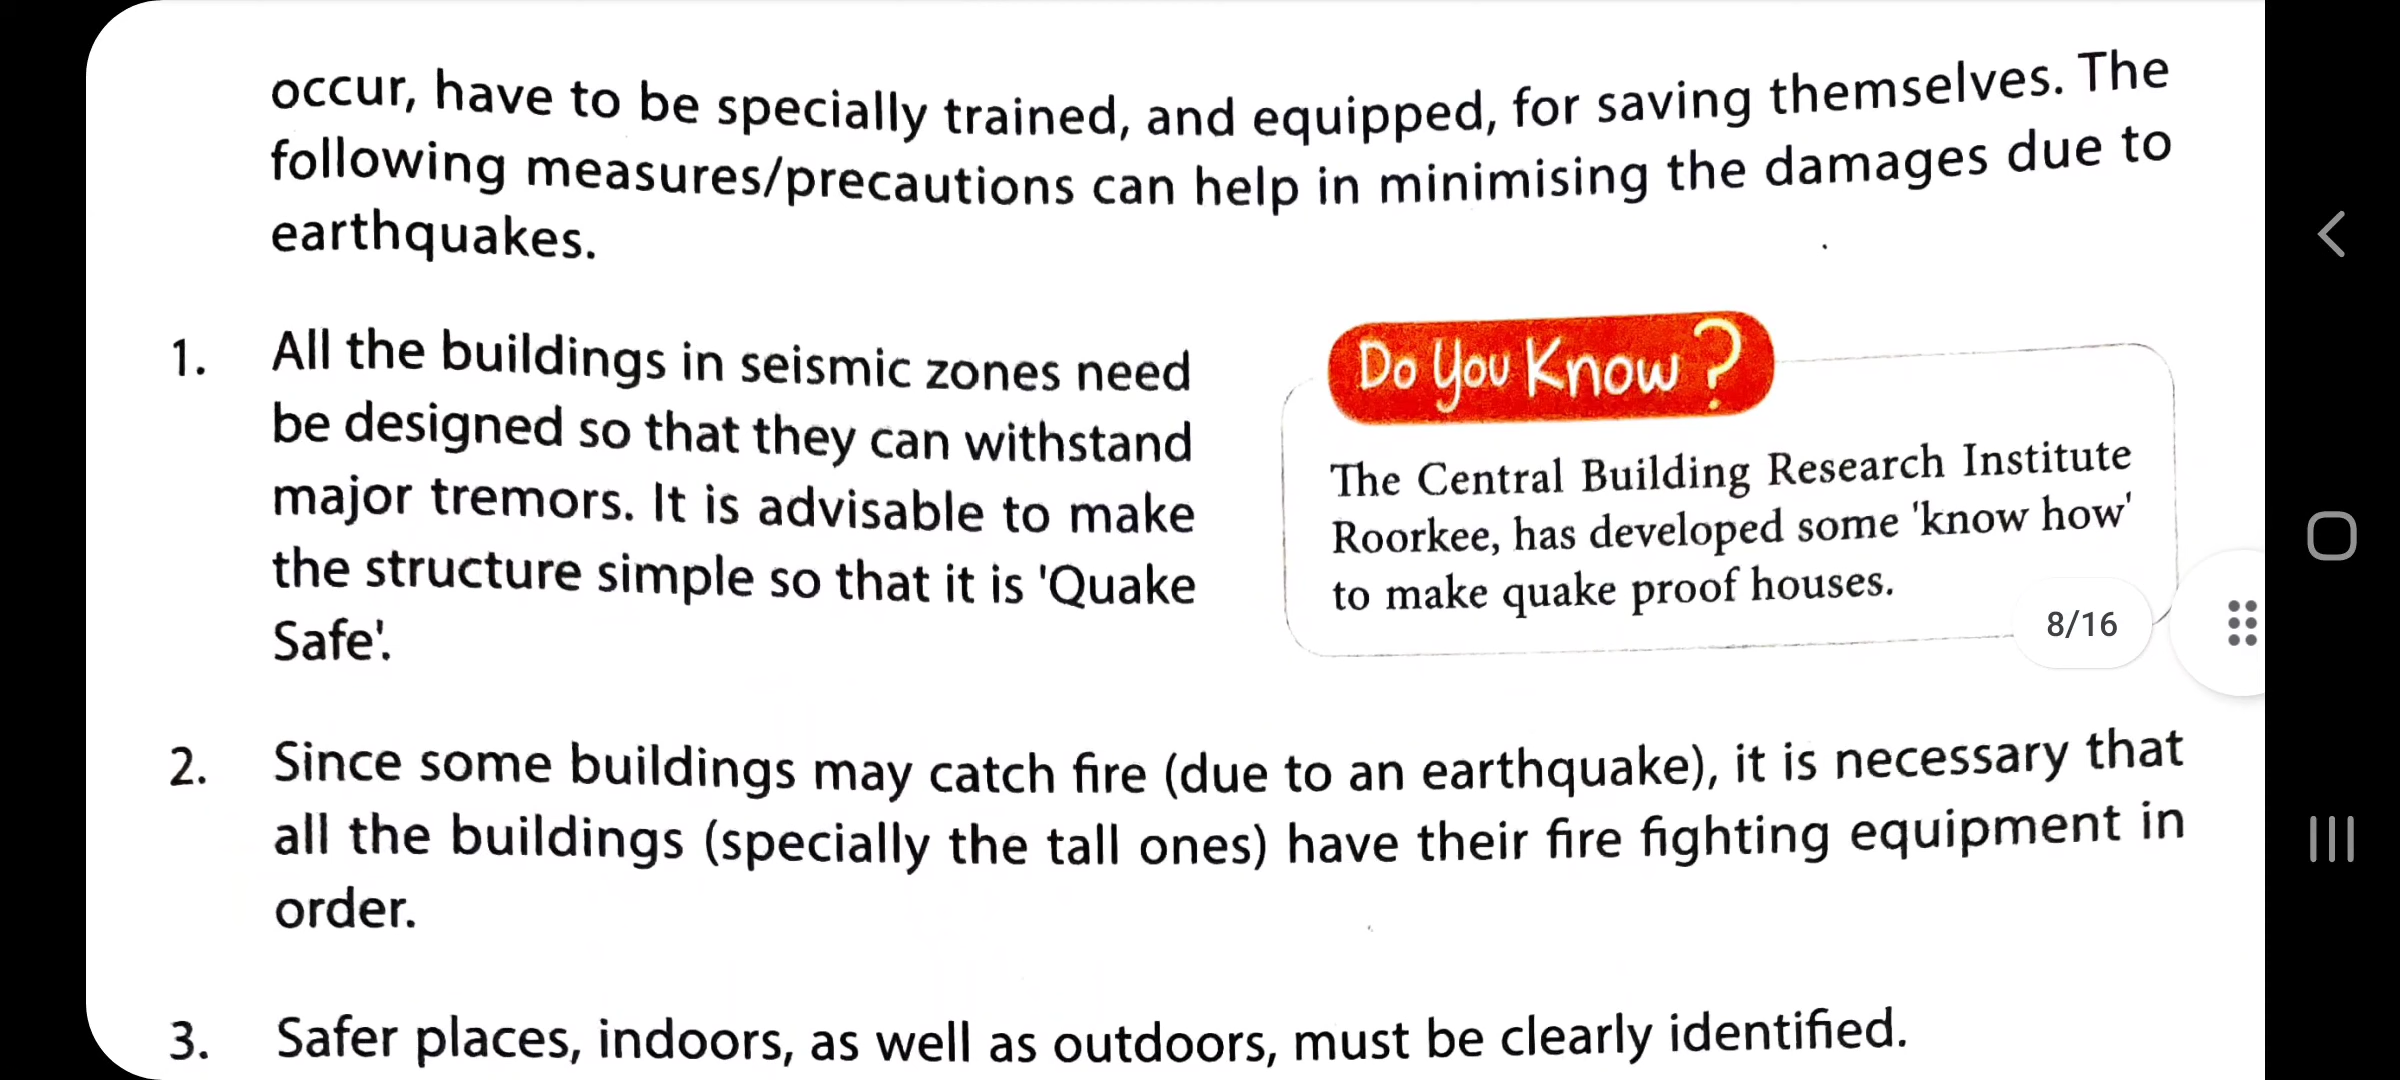 occur, have to be specially trained, and equipped, for saving themselves. The
following measures/precautions can help in minimising the damages due to
earthquakes.
1. All the buildings in seismic zones need
be designed so that they can withstand
major tremors. It is advisable to make
the structure simple so that it is 'Quake
Safe'.
Do You Know?
The Central Building Research Institute
Roorkee, has developed some 'know how'
to make quake proof houses.
8/16
2. Since some buildings may catch fire (due to an earthquake), it is necessary that
all the buildings (specially the tall ones) have their fire fighting equipment in
order.
3. Safer places, indoors, as well as outdoors, must be clearly identified.